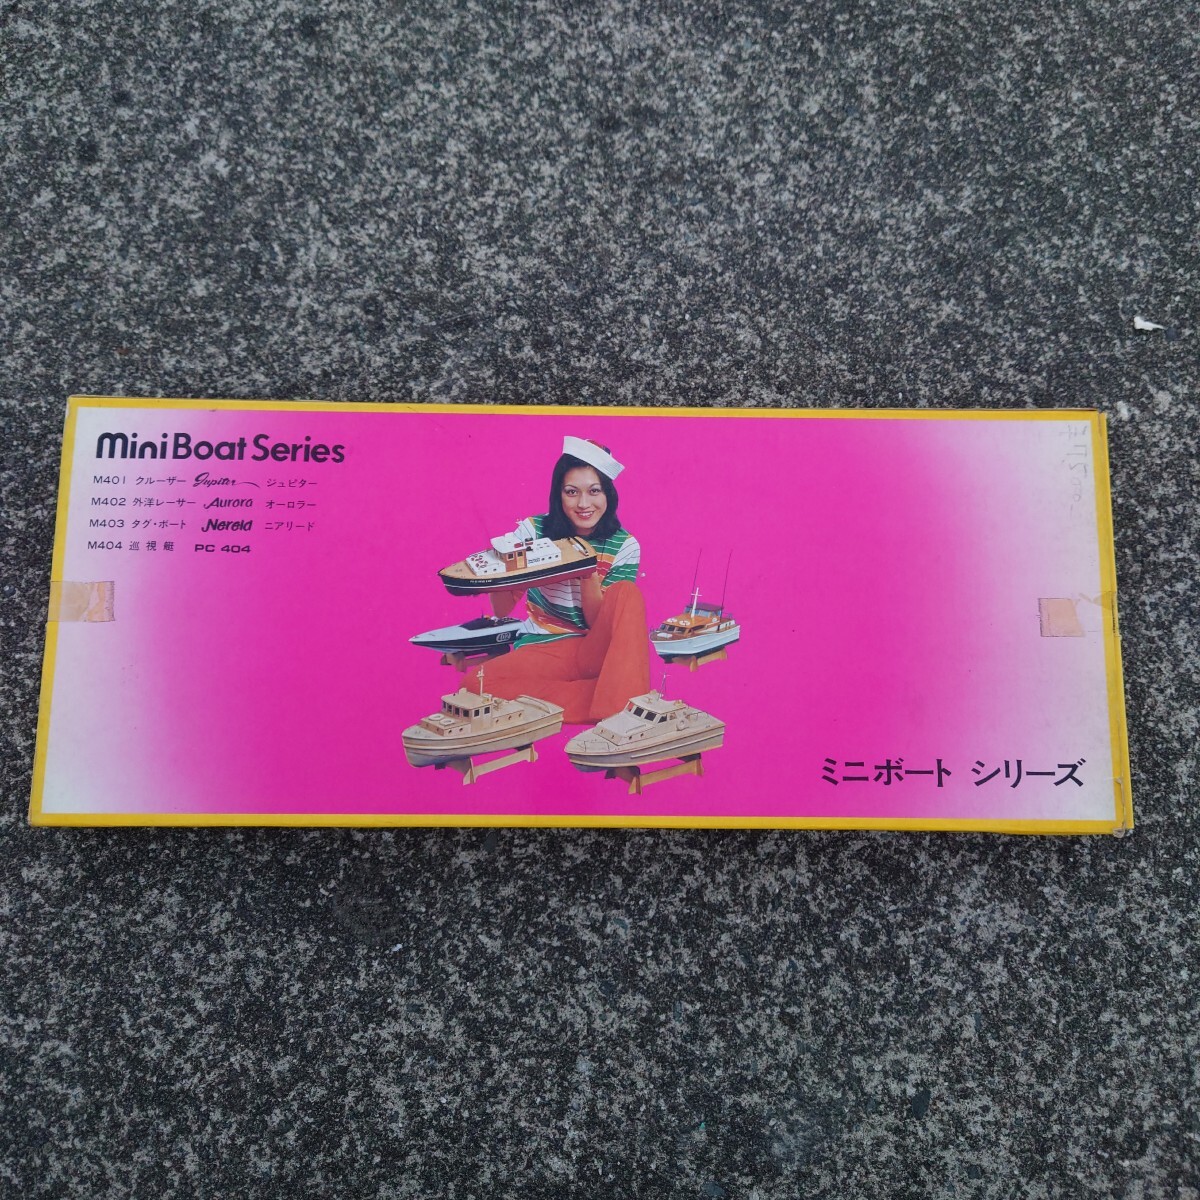 Mini Boat Series
M401 クルーザー Jupiter ジュピター
M402 外洋レーサー Aurora オーロラー
M403 タグ・ボート Nereid ニアリード
M404 巡視艇 PC 404
ミニボート シリーズ